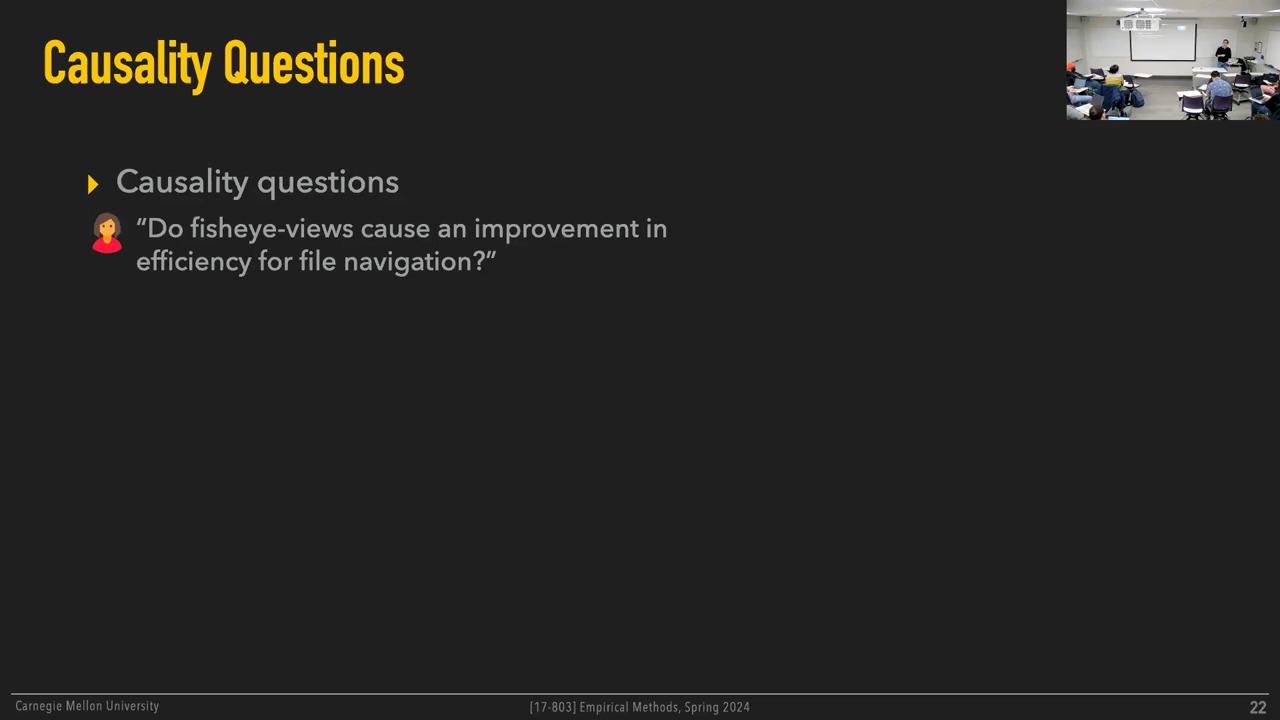 Causality Questions
Causality questions
“Do fisheye-views cause an improvement in
efficiency for file navigation?”
Carnegie Mellon University
[17-803] Empirical Methods, Spring 2024
22